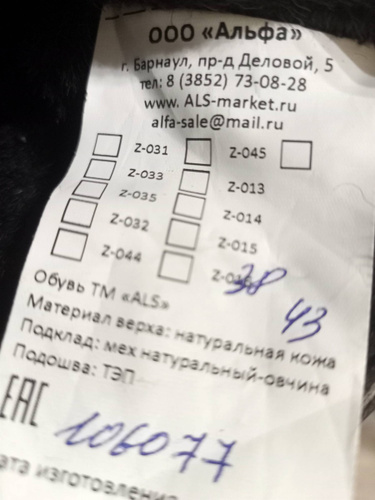 ООО «Альфа»
г. Барнаул, пр-д Деловой, 5
тел: 8 (3852) 73-08-28
www. ALS-market.ru
alfa-sale@mail.ru
Z-031 Z-045
Z-033 Z-013
Z-035 Z-014
Z-032 Z-015
Z-044
38
43
Обувь ТМ «ALS»
Материал верха: натуральная кожа
Подклад: мех натуральный-овчина
Подошва: ТЭП
EAC
106077
изготовления